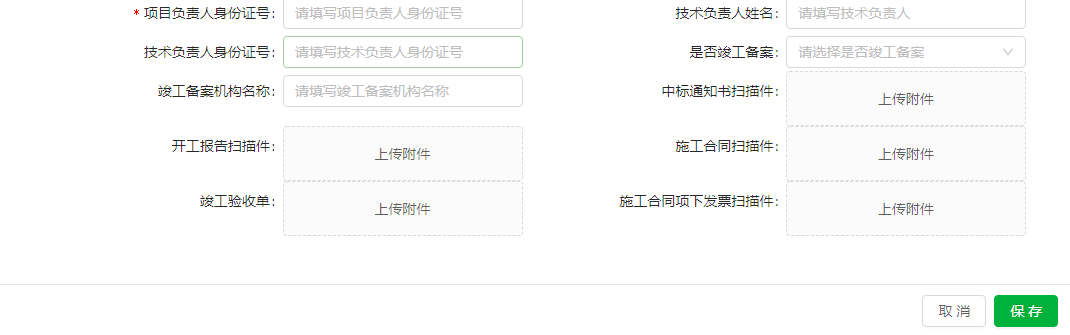 * 项目负责人身份证号: 请填写项目负责人身份证号 技术负责人姓名: 请填写技术负责人
技术负责人身份证号: 请填写技术负责人身份证号 是否竣工备案: 请选择是否竣工备案
竣工备案机构名称: 请填写竣工备案机构名称 中标通知书扫描件: 上传附件
开工报告扫描件: 上传附件 施工合同扫描件: 上传附件
竣工验收单: 上传附件 施工合同项下发票扫描件: 上传附件
取 消 保 存